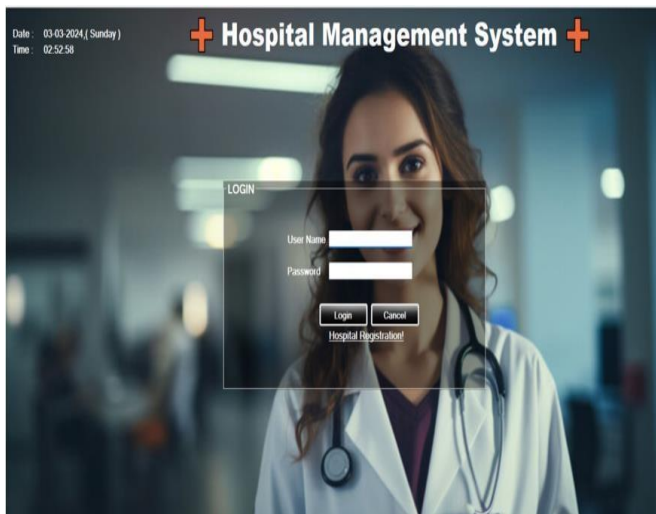 Date : 03-03-2024,( Sunday )
Time : 02:52:58
Hospital Management System
LOGIN
User Name
Password
Login Cancel
Hospital Registration!